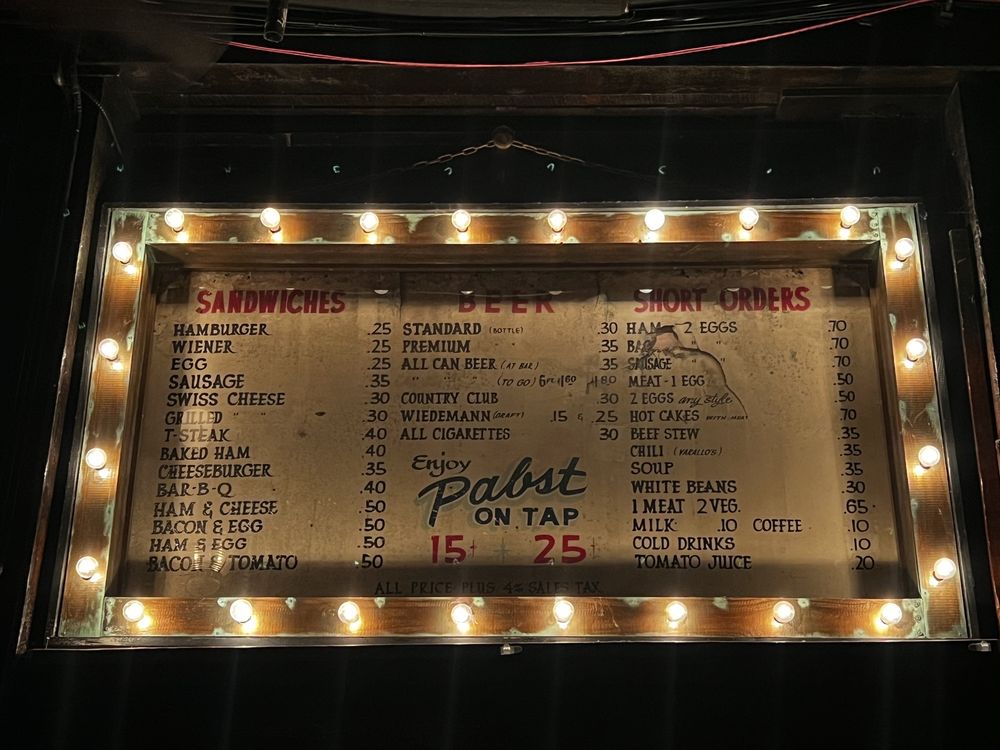 SANDWICHES
HAMBURGER .25
WIENER .25
EGG .25
SAUSAGE .35
SWISS CHEESE .30
GRILLED " " .30
T-STEAK .40
BAKED HAM .40
CHEESEBURGER .35
BAR-B-Q .40
HAM & CHEESE .50
BACON & EGG .50
HAM & EGG .50
BACON & TOMATO .50
BEER
STANDARD (BOTTLE) .30
PREMIUM " " .35
ALL CAN BEER (AT BAR) .35
" " " (TO GO) 6 FOR $1.60 $1.80
COUNTRY CLUB .30
WIEDEMANN (DRAFT) .15 & .25
ALL CIGARETTES 30
Enjoy
Pabst
ON TAP
15¢ 25¢
ALL PRICE PLUS 4% SALES TAX
SHORT ORDERS
HAM 2 EGGS .70
" " .70
SAUSAGE " " .70
MEAT - 1 EGG .50
2 EGGS any style .50
HOT CAKES WITH MEAT .70
BEEF STEW .35
CHILI (VARALLO'S) .35
SOUP .35
WHITE BEANS .30
1 MEAT 2 VEG. .65
MILK .10 COFFEE .10
COLD DRINKS .10
TOMATO JUICE .20